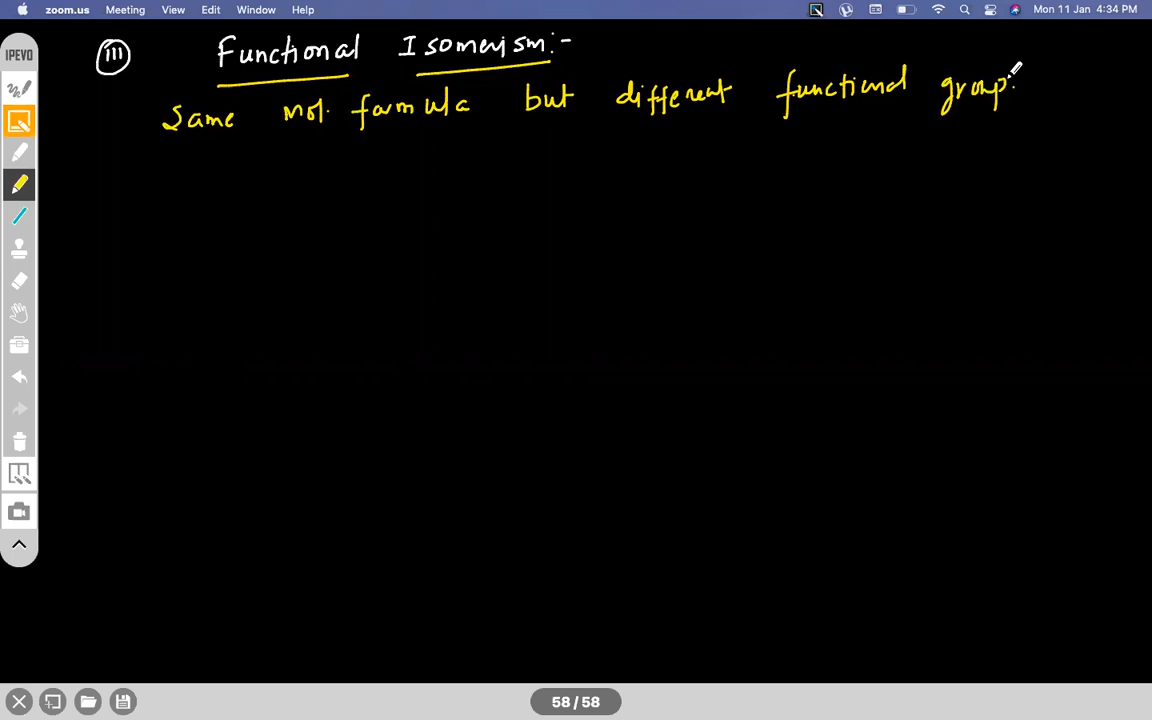 zoom.us Meeting View Edit Window Help Mon 11 Jan 4:34 PM
IPEVO
(iii) Functional Isomerism:-
Same mol. formula but different functional group.
58 / 58